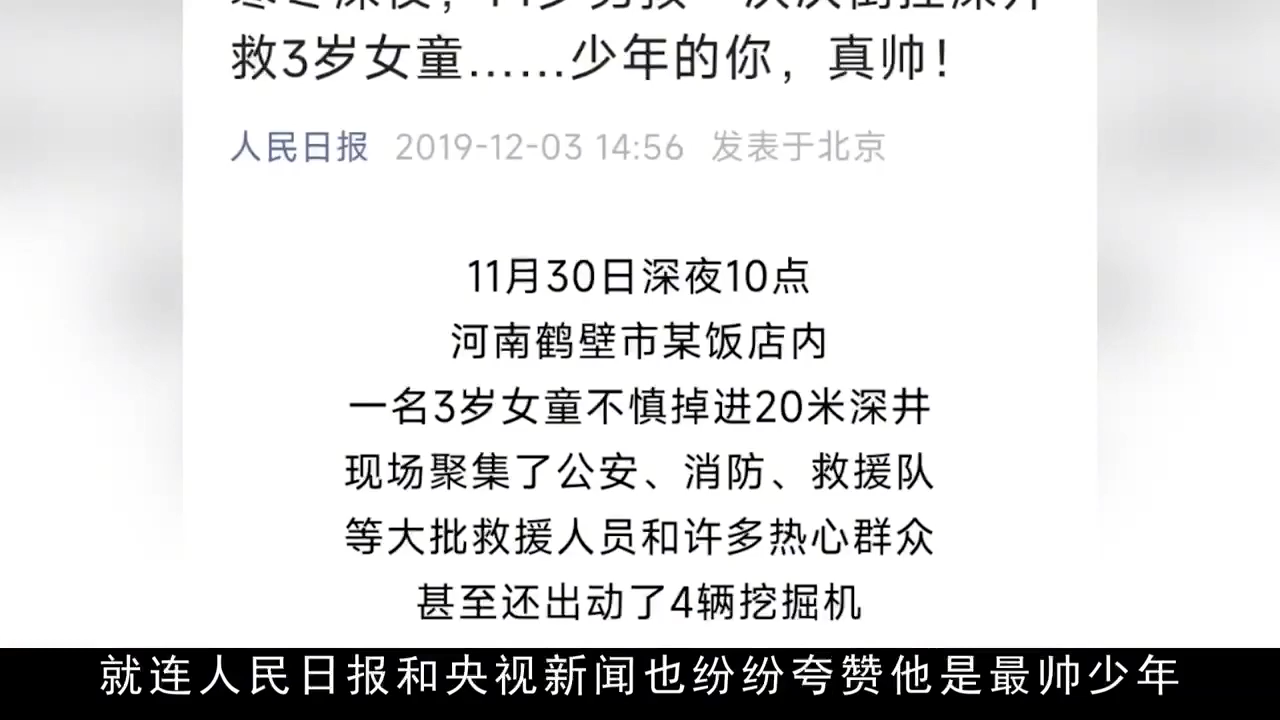 救3岁女童……少年的你，真帅！
人民日报 2019-12-03 14:56 发表于北京
11月30日深夜10点
河南鹤壁市某饭店内
一名3岁女童不慎掉进20米深井
现场聚集了公安、消防、救援队
等大批救援人员和许多热心群众
甚至还出动了4辆挖掘机
就连人民日报和央视新闻也纷纷夸赞他是最帅少年